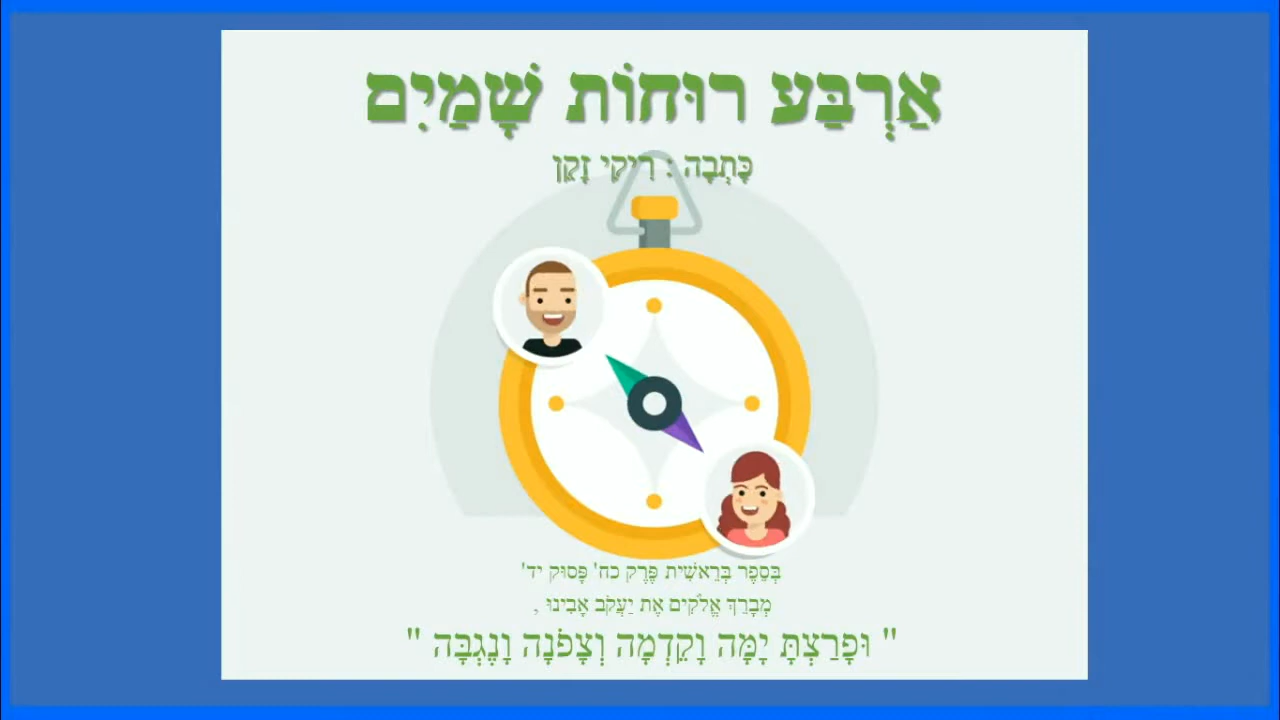 אַרְבַּע רוּחוֹת שָׁמַיִם
כָּתְבָה : רִיקִי זָקֵן
בְּסֵפֶר בְּרֵאשִׁית פֶּרֶק כח' פָּסוּק יד'
מְבָרֵךְ אֱלֹקִים אֶת יַעֲקֹב אָבִינוּ ,
" וּפָרַצְתָּ יָמָּה וָקֵדְמָה וְצָפֹנָה וָנֶגְבָּה "